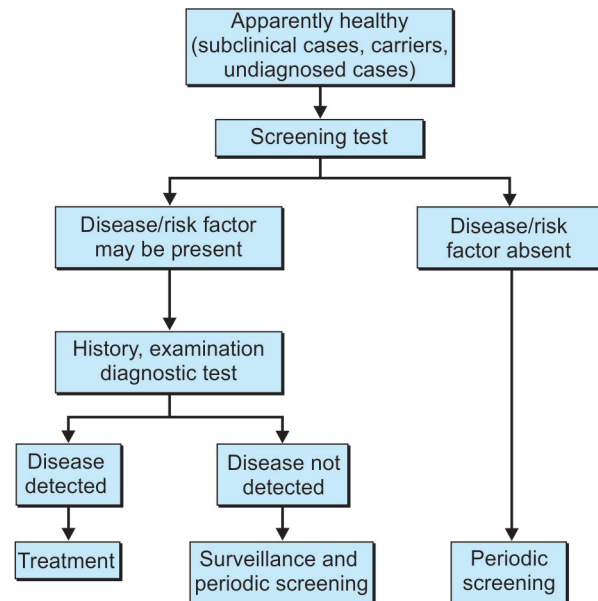 Apparently healthy
(subclinical cases, carriers,
undiagnosed cases)
Screening test
Disease/risk factor
may be present
Disease/risk
factor absent
History, examination
diagnostic test
Disease
detected
Disease not
detected
Treatment
Surveillance and
periodic screening
Periodic
screening